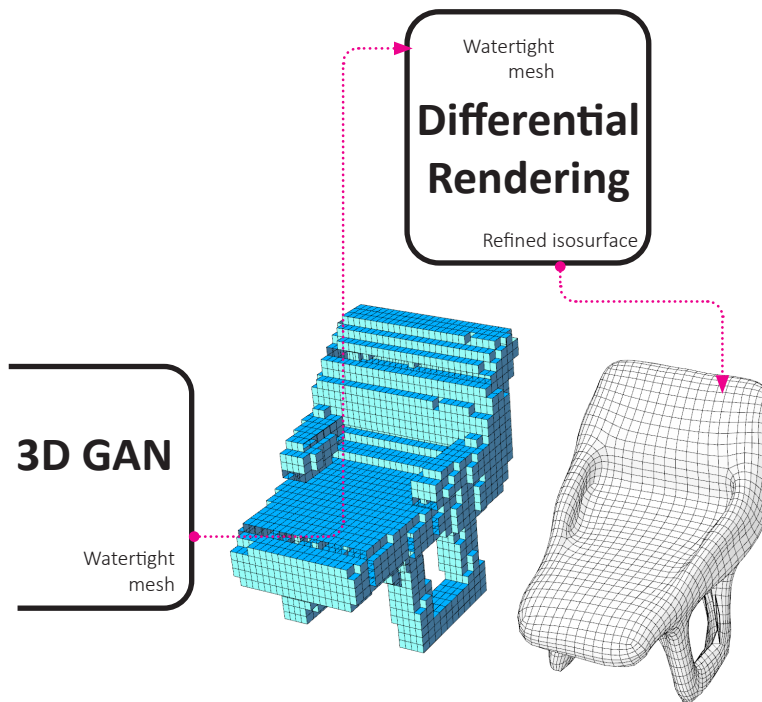 Watertight
mesh
Differential
Rendering
Refined isosurface
3D GAN
Watertight
mesh